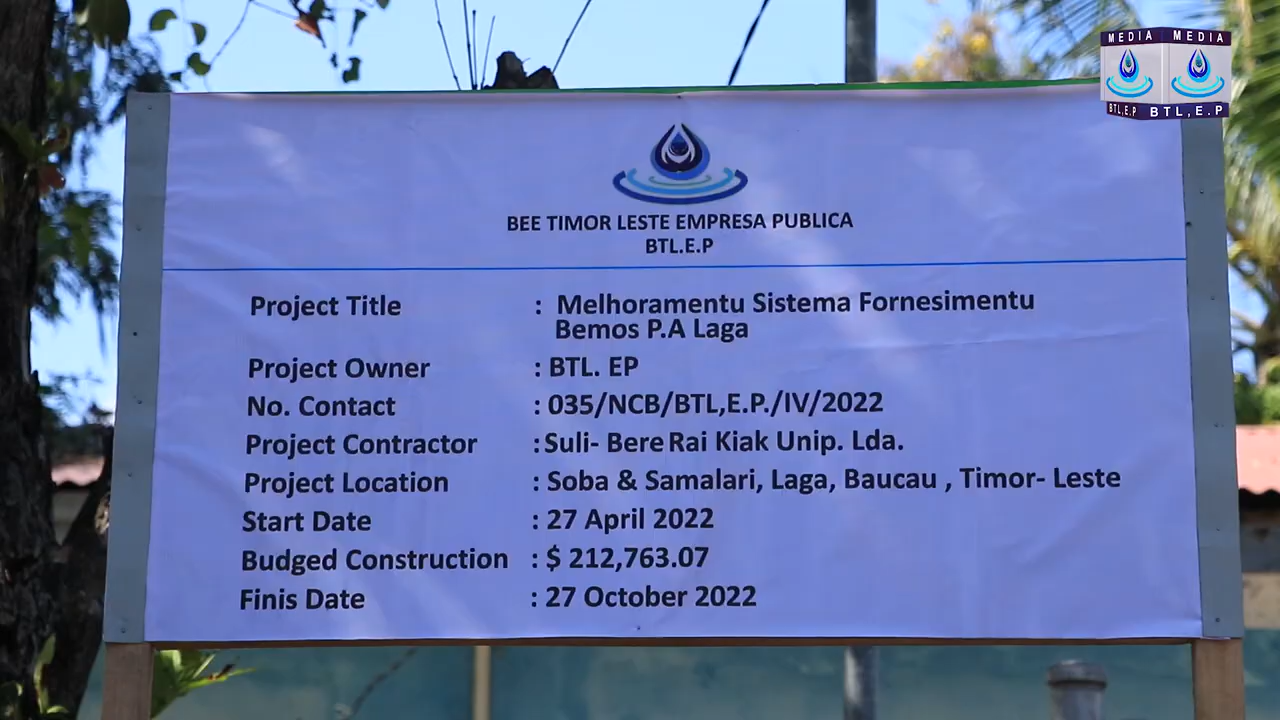 MEDIA MEDIA
BTL,E.P BTL,E.P
BEE TIMOR LESTE EMPRESA PUBLICA
BTL.E.P
Project Title : Melhoramentu Sistema Fornesimentu
Bemos P.A Laga
Project Owner : BTL. EP
No. Contact : 035/NCB/BTL,E.P./IV/2022
Project Contractor : Suli- Bere Rai Kiak Unip. Lda.
Project Location : Soba & Samalari, Laga, Baucau , Timor- Leste
Start Date : 27 April 2022
Budged Construction : $ 212,763.07
Finis Date : 27 October 2022